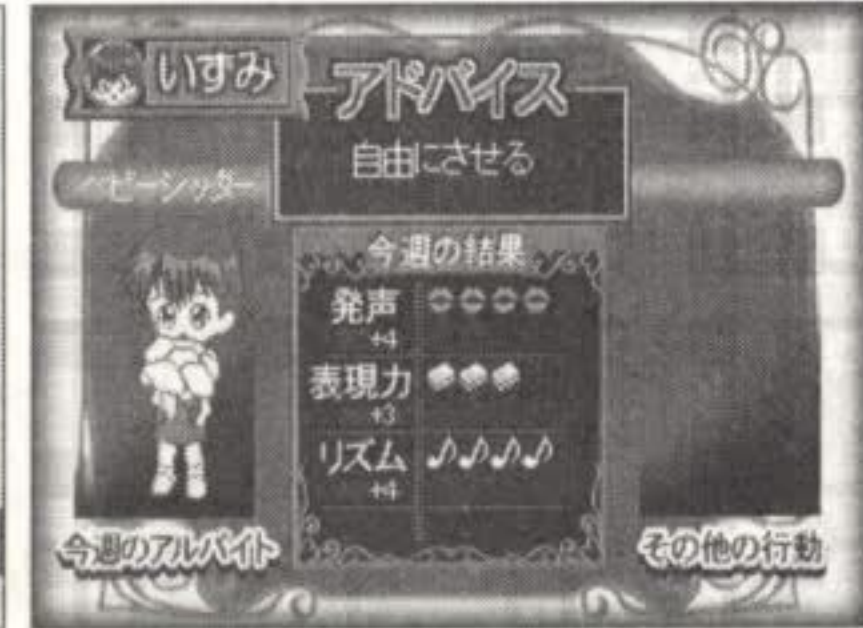 いずみ
アドバイス
自由にさせる
ベビーシッター
今週の結果
発声
+4
表現力
+3
リズム
+4
今週のアルバイト
その他の行動